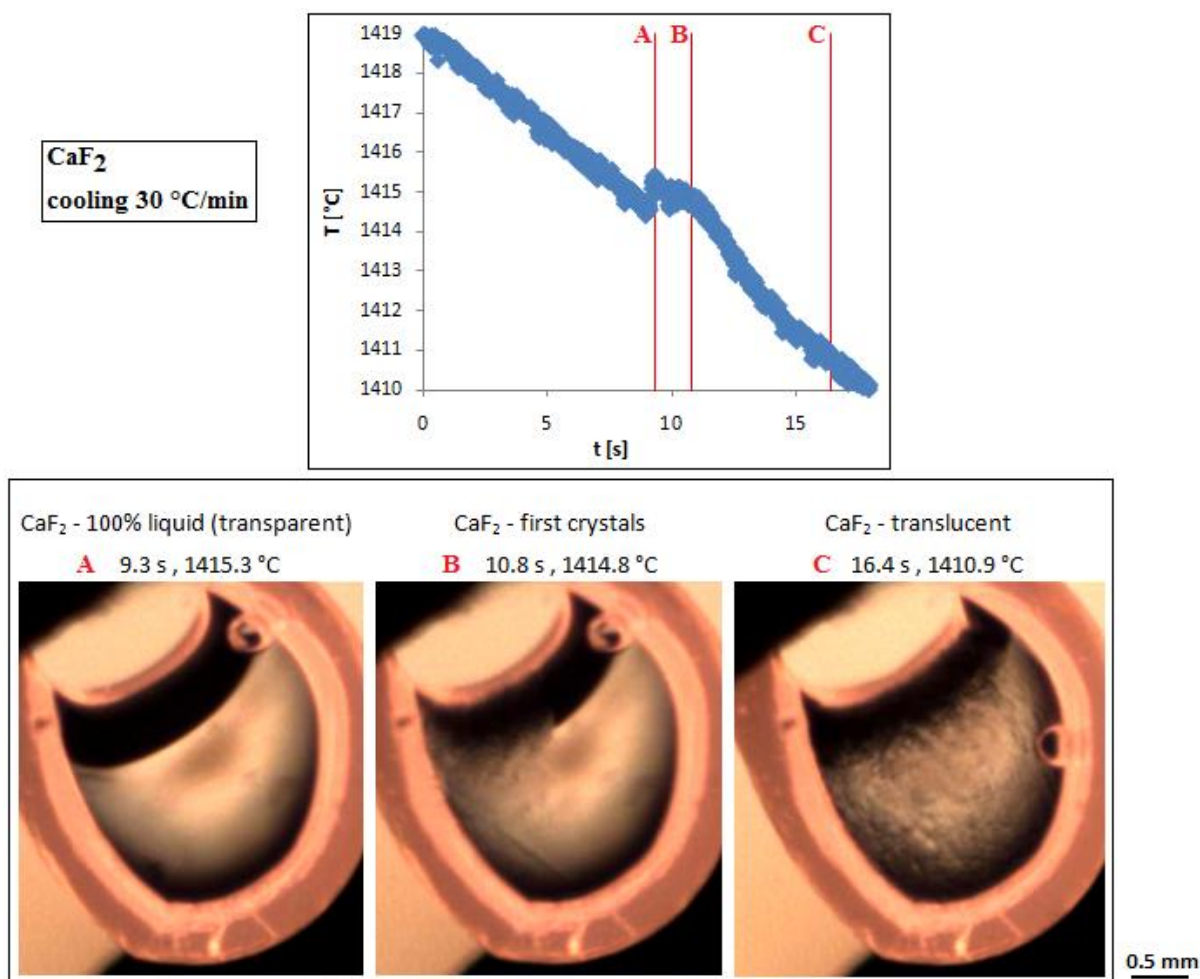 CaF₂
cooling 30 °C/min
T [°C]
1419
1418
1417
1416
1415
1414
1413
1412
1411
1410
A B C
0 5 10 15
t [s]
CaF₂ - 100% liquid (transparent)
A 9.3 s , 1415.3 °C
CaF₂ - first crystals
B 10.8 s , 1414.8 °C
CaF₂ - translucent
C 16.4 s , 1410.9 °C
0.5 mm